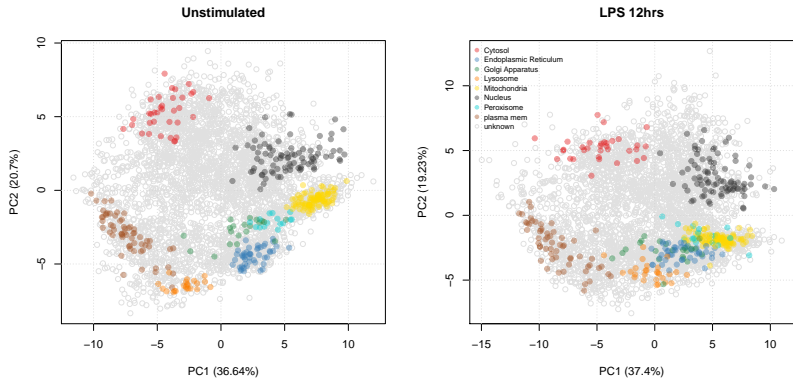 Unstimulated
10
5
0
−5
PC2 (20.7%)
−10
−5
0
5
10
PC1 (36.64%)
LPS 12hrs
Cytosol
Endoplasmic Reticulum
Golgi Apparatus
Lysosome
Mitochondria
Nucleus
Peroxisome
plasma mem
unknown
10
5
0
−5
PC2 (19.23%)
−15
−10
−5
0
5
10
PC1 (37.4%)